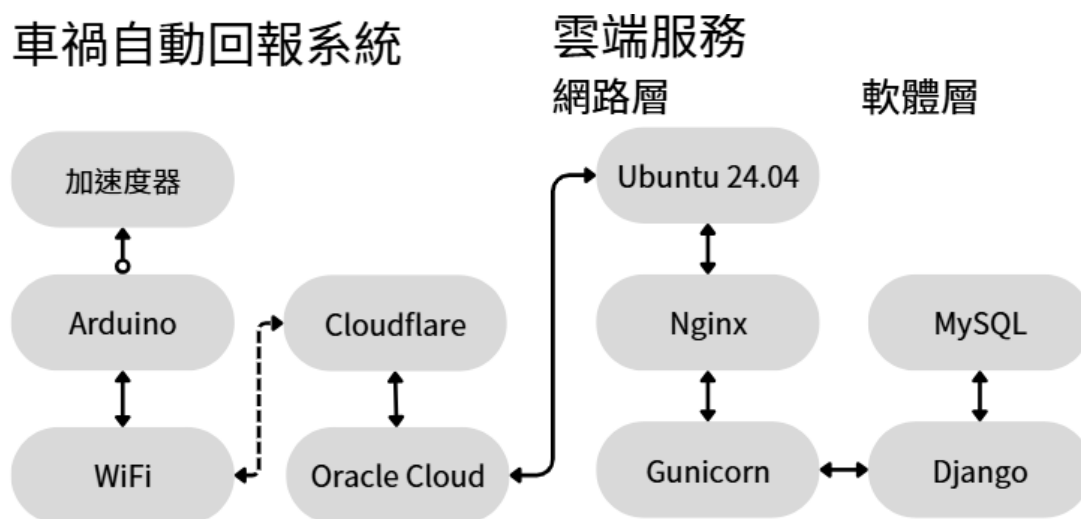 車禍自動回報系統
雲端服務
網路層
軟體層
加速度器
Arduino
WiFi
Cloudflare
Oracle Cloud
Ubuntu 24.04
Nginx
Gunicorn
MySQL
Django